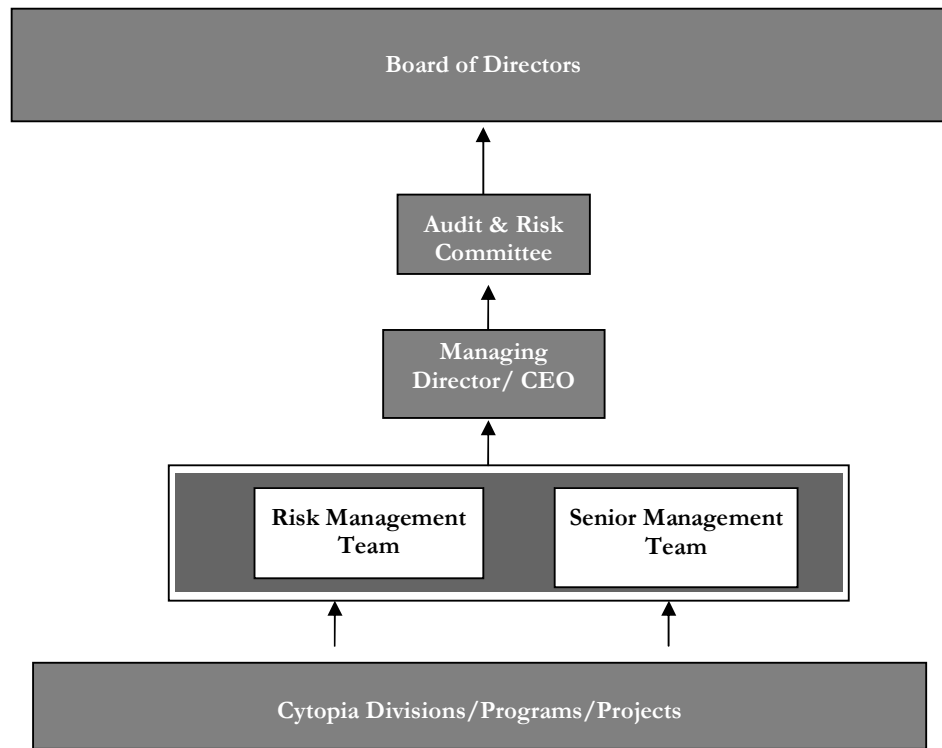 Board of Directors
Audit & Risk
Committee
Managing
Director/ CEO
Risk Management
Team
Senior Management
Team
Cytopia Divisions/Programs/Projects